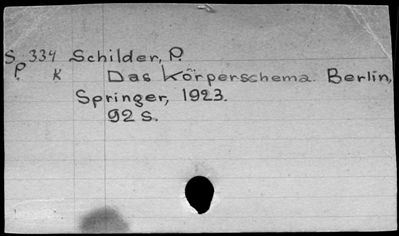 S 334 Schilder, P.
P. K Das Körperschema. Berlin,
Springer, 1923.
92 S.